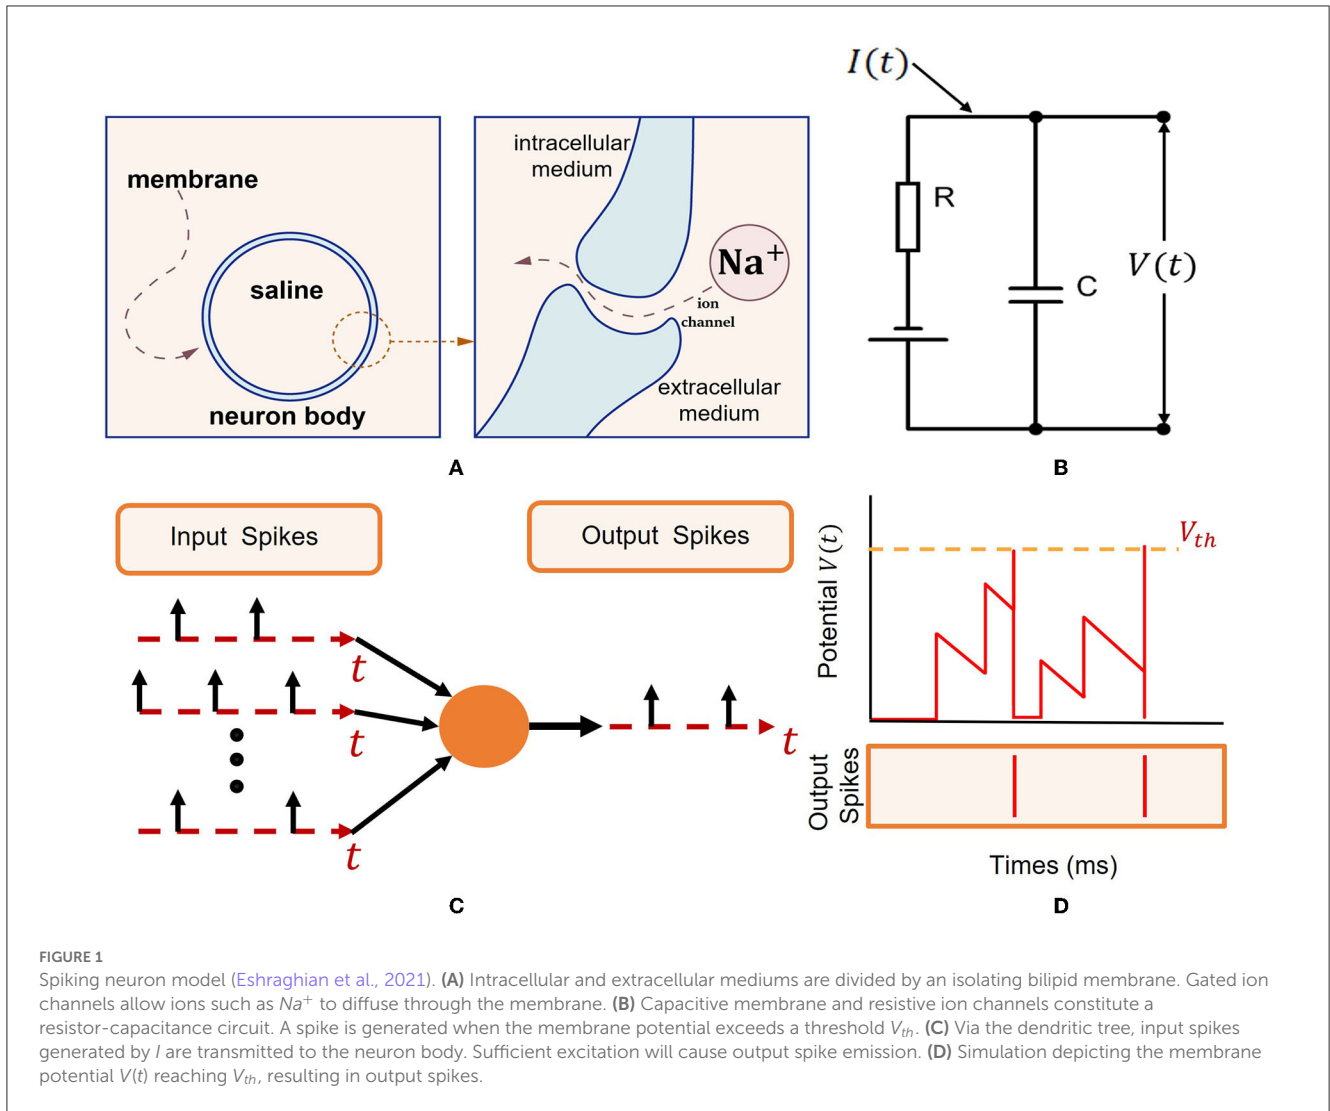 membrane
saline
neuron body
intracellular
medium
Na+
ion
channel
extracellular
medium
A
I(t)
R
C
V(t)
B
Input Spikes
Output Spikes
t
t
t
t
C
Potential V(t)
Vth
Output
Spikes
Times (ms)
D
FIGURE 1
Spiking neuron model (Eshraghian et al., 2021). (A) Intracellular and extracellular mediums are divided by an isolating bilipid membrane. Gated ion
channels allow ions such as Na+ to diffuse through the membrane. (B) Capacitive membrane and resistive ion channels constitute a
resistor-capacitance circuit. A spike is generated when the membrane potential exceeds a threshold Vth. (C) Via the dendritic tree, input spikes
generated by I are transmitted to the neuron body. Sufficient excitation will cause output spike emission. (D) Simulation depicting the membrane
potential V(t) reaching Vth, resulting in output spikes.